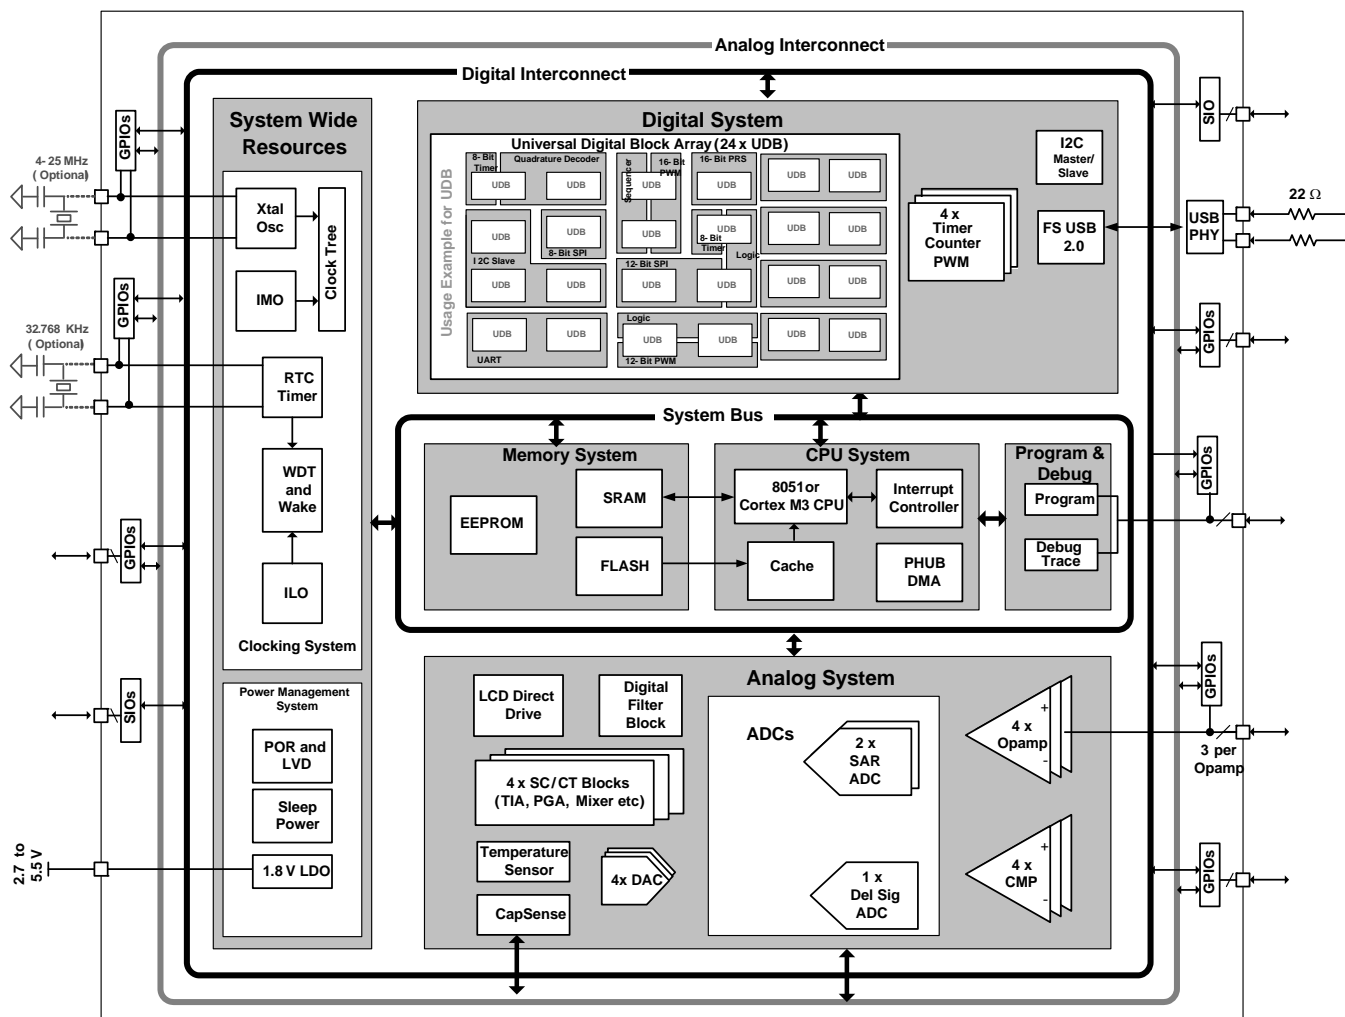 Analog Interconnect
Digital Interconnect
System Wide
Resources
Xtal
Osc
Clock Tree
IMO
RTC
Timer
WDT
and
Wake
ILO
Clocking System
Power Management
System
POR and
LVD
Sleep
Power
1.8 V LDO
4- 25 MHz
( Optional)
GPIOs
32.768 KHz
( Optional)
GPIOs
GPIOs
SIOs
2.7 to
5.5 V
Digital System
Universal Digital Block Array (24 x UDB)
Usage Example for UDB
8- Bit
Timer
Quadrature Decoder
Sequencer
16- Bit
PWM
16- Bit PRS
UDB
UDB
UDB
UDB
UDB
UDB
UDB
UDB
UDB
8- Bit SPI
I 2C Slave
UDB
UDB
8- Bit
Timer
Logic
UDB
UDB
12- Bit SPI
UDB
UDB
UDB
UDB
UDB
UDB
UDB
UDB
UART
Logic
UDB
UDB
12- Bit PWM
UDB
UDB
4 x
Timer
Counter
PWM
I2C
Master/
Slave
FS USB
2.0
System Bus
Memory System
EEPROM
SRAM
FLASH
CPU System
8051or
Cortex M3 CPU
Interrupt
Controller
Cache
PHUB
DMA
Program &
Debug
Program
Debug
Trace
Analog System
LCD Direct
Drive
Digital
Filter
Block
4 x SC/CT Blocks
(TIA, PGA, Mixer etc)
Temperature
Sensor
4x DAC
CapSense
ADCs
2 x
SAR
ADC
1 x
Del Sig
ADC
+
4 x
Opamp
-
+
4 x
CMP
-
SIO
USB
PHY
22 Ω
GPIOs
GPIOs
GPIOs
3 per
Opamp
GPIOs